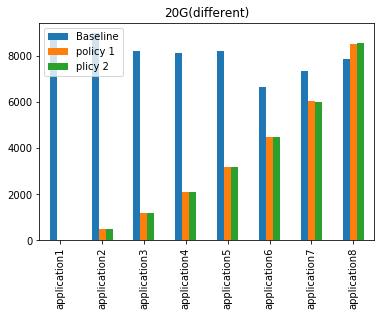 20G(different)
Baseline
policy 1
plicy 2
8000
6000
4000
2000
0
application1
application2
application3
application4
application5
application6
application7
application8